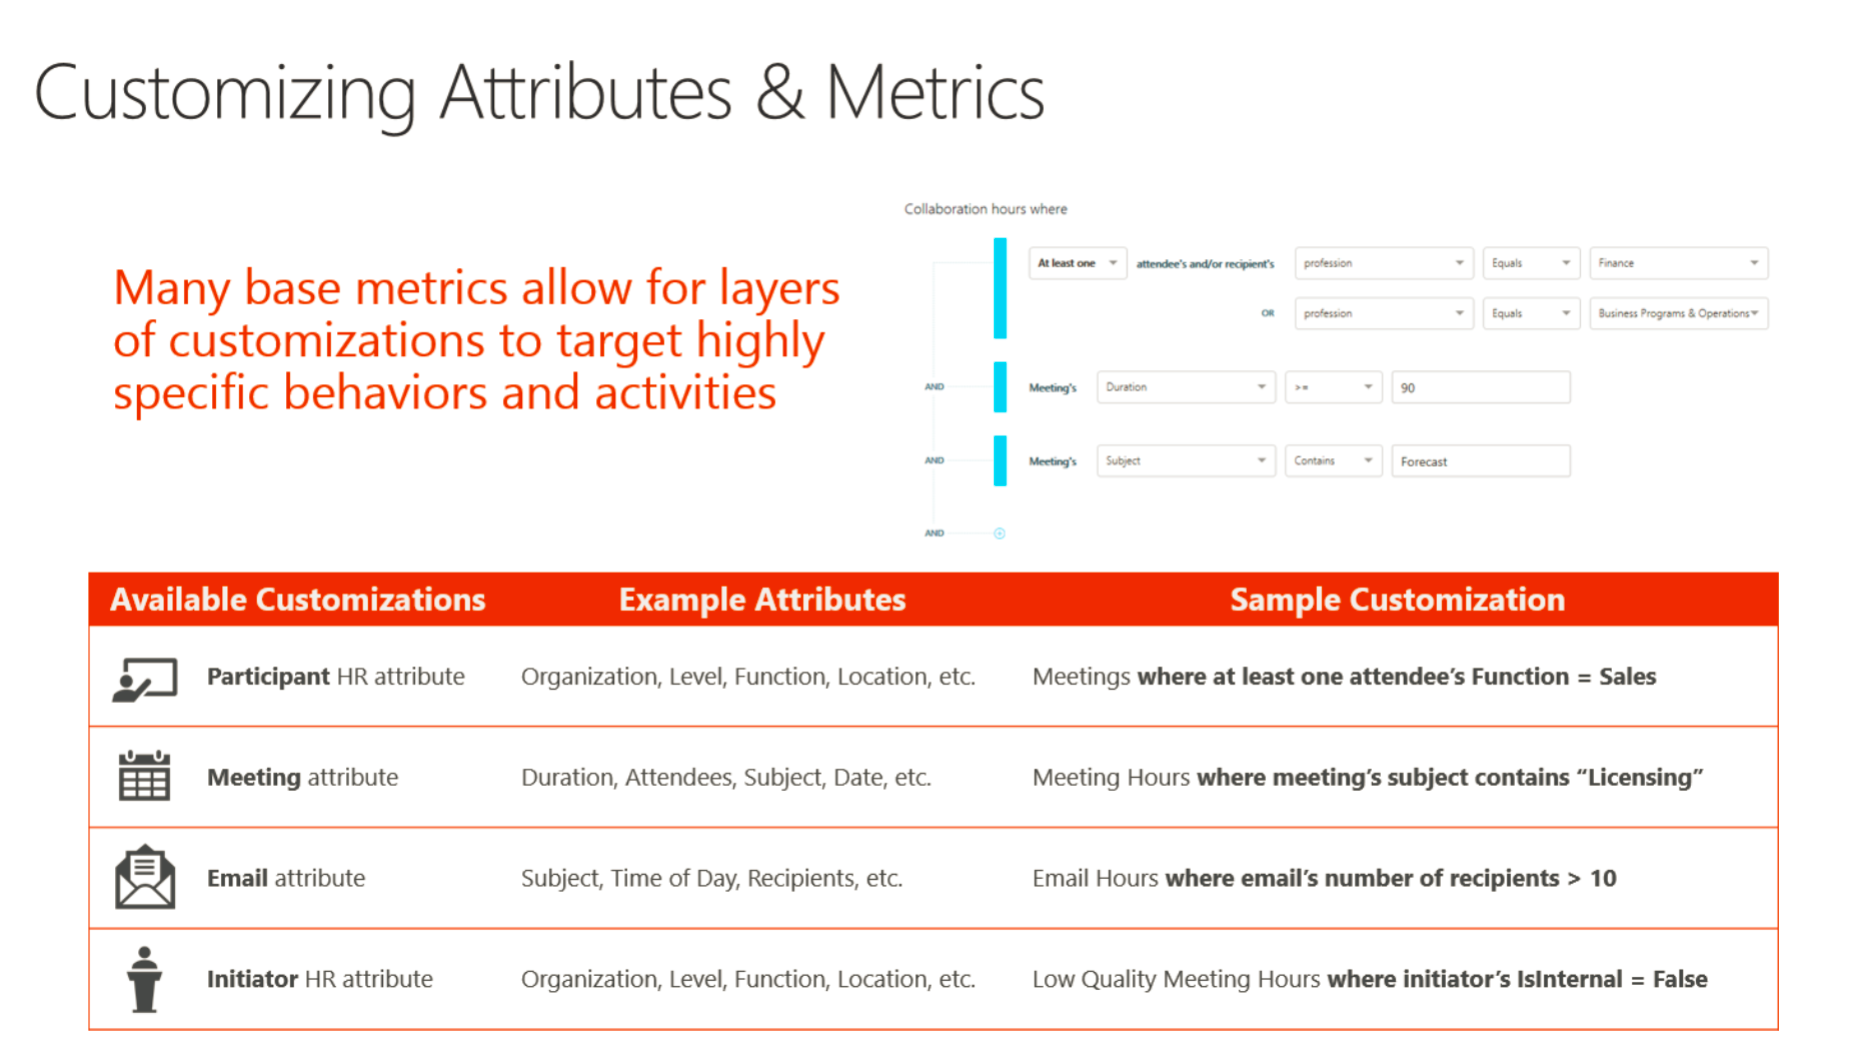 Customizing Attributes & Metrics
Many base metrics allow for layers
of customizations to target highly
specific behaviors and activities
Collaboration hours where
At least one attendee's and/or recipient's profession Equals Finance
OR profession Equals Business Programs & Operations
AND Meeting's Duration >= 90
AND Meeting's Subject Contains Forecast
AND
Available Customizations Example Attributes Sample Customization
Participant HR attribute Organization, Level, Function, Location, etc. Meetings where at least one attendee's Function = Sales
Meeting attribute Duration, Attendees, Subject, Date, etc. Meeting Hours where meeting's subject contains "Licensing"
Email attribute Subject, Time of Day, Recipients, etc. Email Hours where email's number of recipients > 10
Initiator HR attribute Organization, Level, Function, Location, etc. Low Quality Meeting Hours where initiator's IsInternal = False